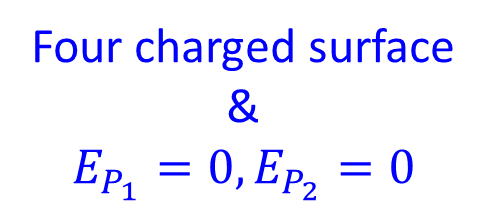 Four charged surface
&
$E_{P_1} = 0, E_{P_2} = 0$